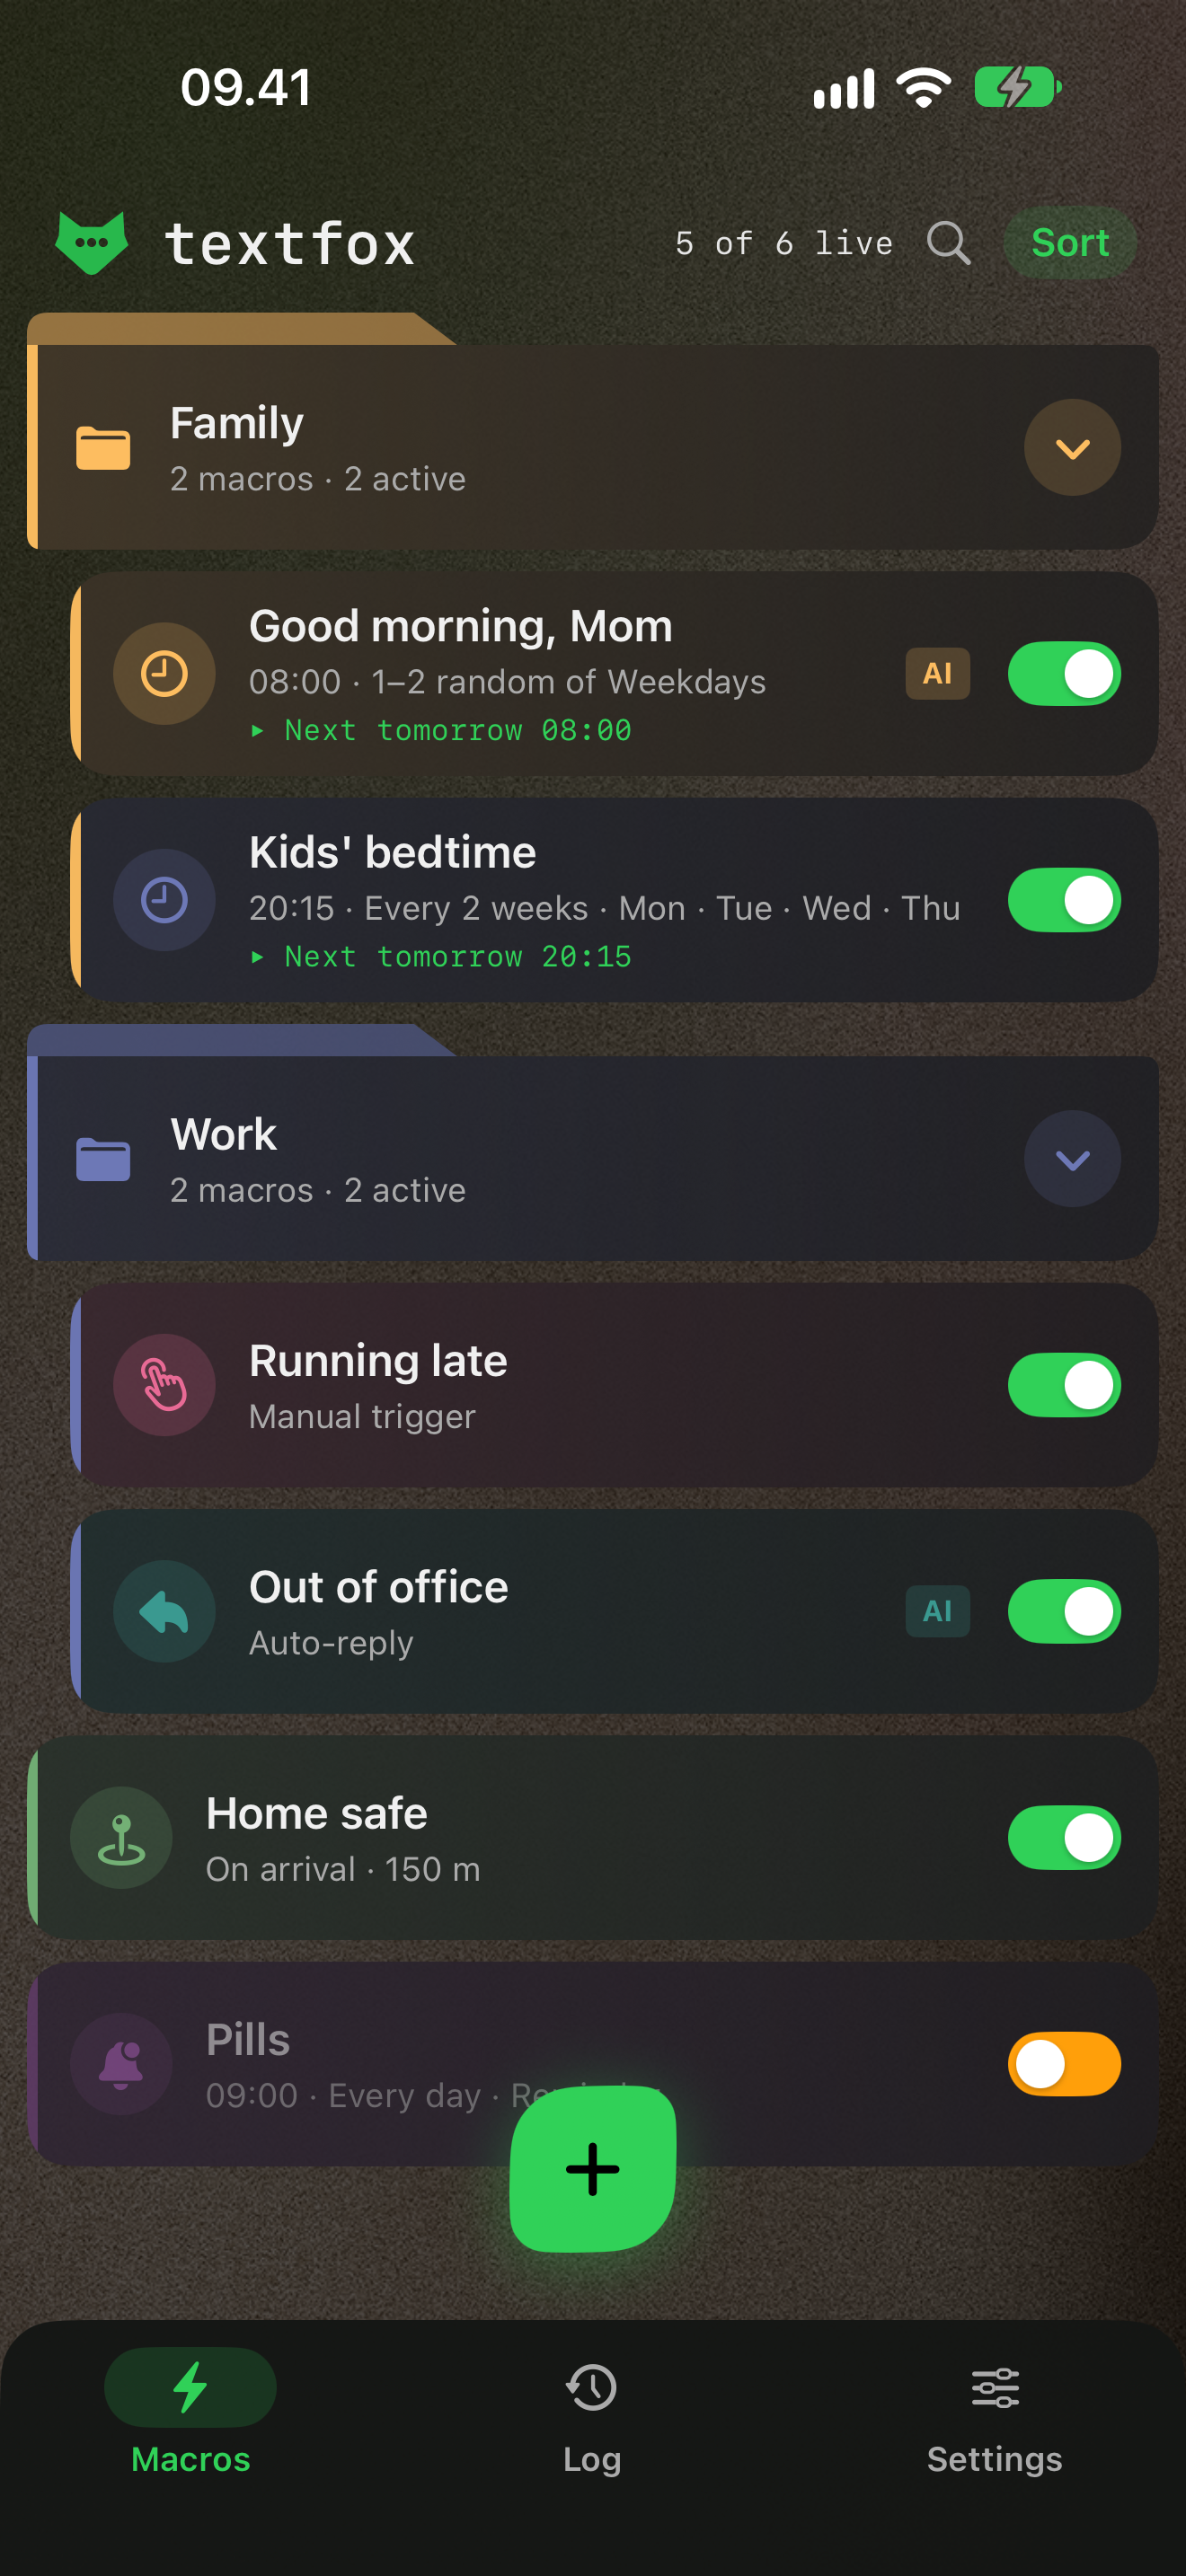 09.41
textfox
5 of 6 live
Sort
Family
2 macros · 2 active
Good morning, Mom
08:00 · 1–2 random of Weekdays
AI
▸ Next tomorrow 08:00
Kids' bedtime
20:15 · Every 2 weeks · Mon · Tue · Wed · Thu
▸ Next tomorrow 20:15
Work
2 macros · 2 active
Running late
Manual trigger
Out of office
Auto-reply
AI
Home safe
On arrival · 150 m
Pills
09:00 · Every day ·
Macros
Log
Settings